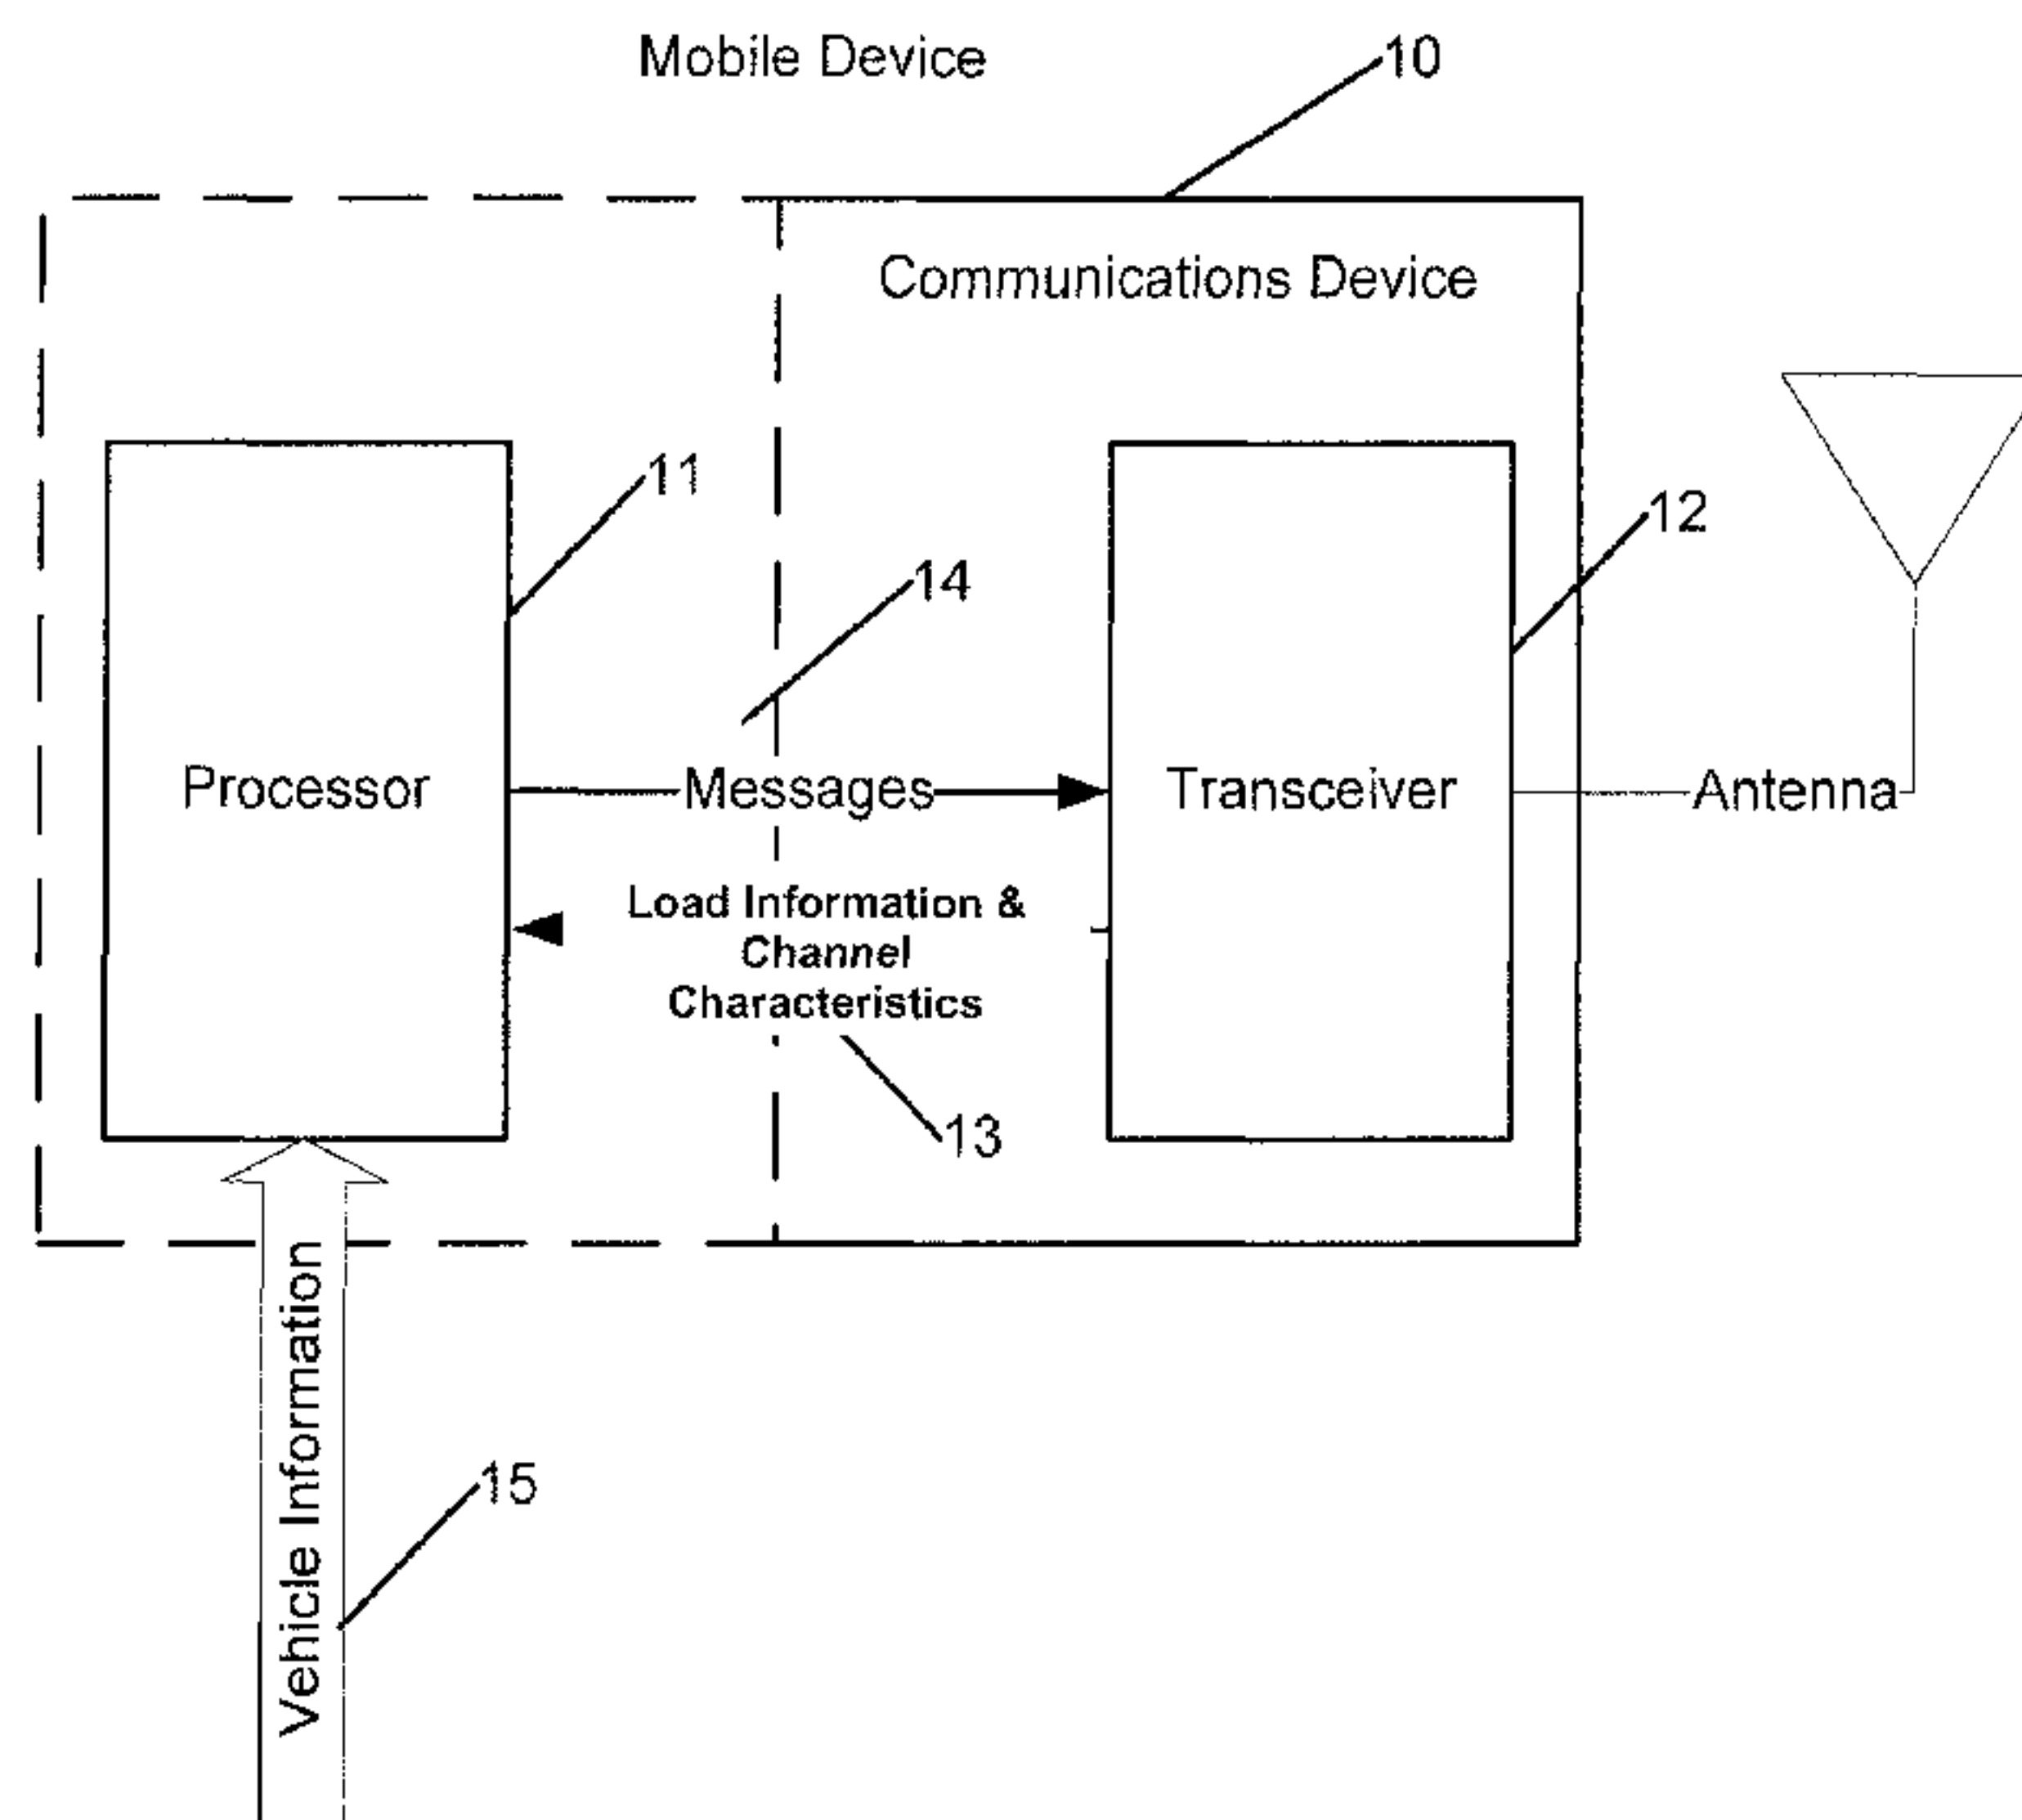 Mobile Device
10
Communications Device
11
12
14
Processor
Messages
Transceiver
Antenna
Load Information &
Channel
Characteristics
13
Vehicle Information
15